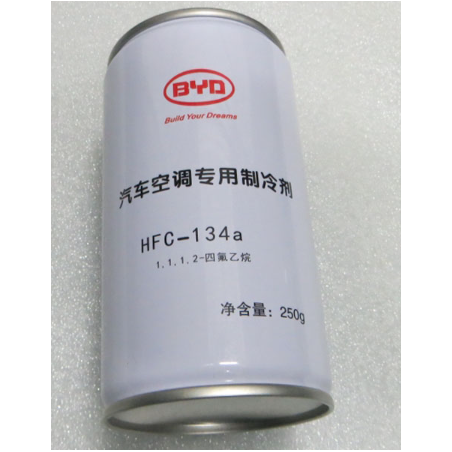 BYD
Build Your Dreams
汽车空调专用制冷剂
HFC-134a
1,1,1,2-四氟乙烷
净含量：250g